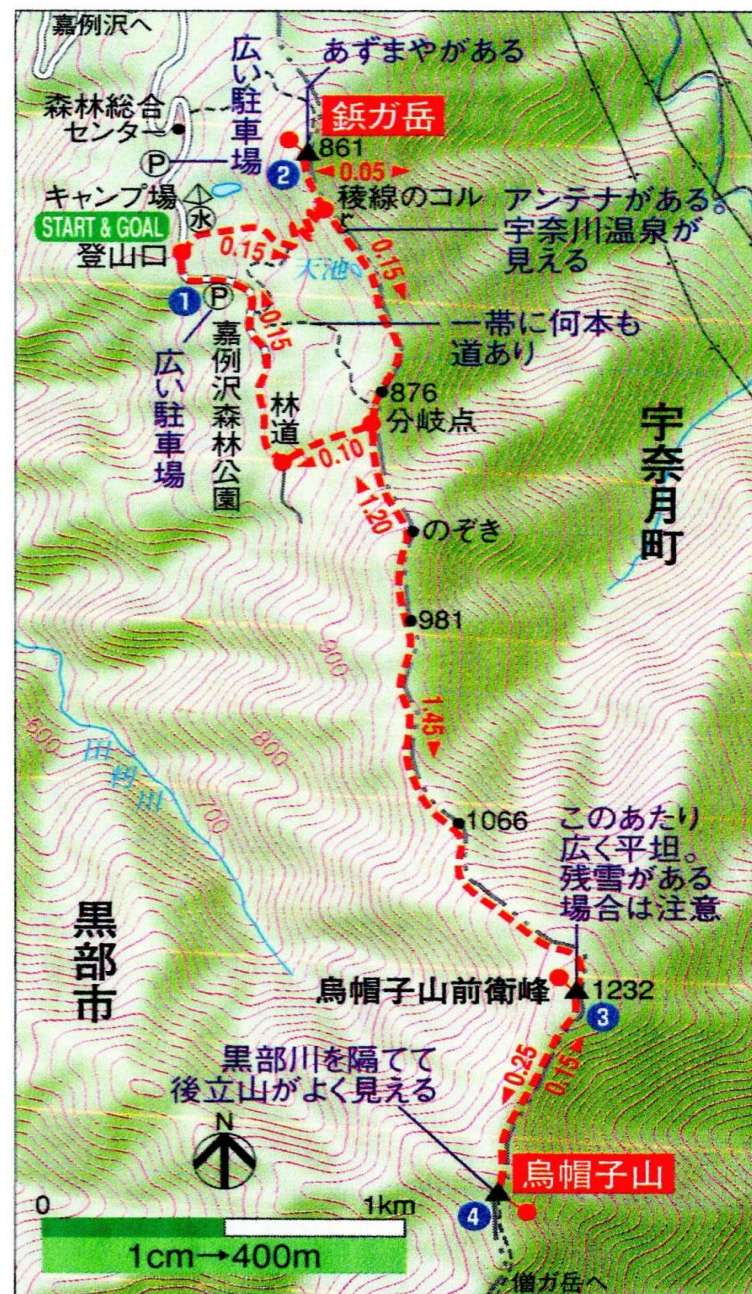 嘉例沢へ
広い駐車場
あずまやがある
森林総合
センター
P
鋲ガ岳
861
2
0.05
キャンプ場
水
稜線のコル
アンテナがある。
宇奈川温泉が
見える
START & GOAL
登山口
0.15
天池
0.15
1
P
0.15
広い駐車場
嘉例沢森林公園
一帯に何本も
道あり
876
分岐点
林道
0.10
1.20
宇奈月町
のぞき
981
900
800
700
600
1.45
1066
このあたり
広く平坦。
残雪がある
場合は注意
黒部市
烏帽子山前衛峰
1232
3
黒部川を隔てて
後立山がよく見える
0.25
0.15
N
烏帽子山
4
0
1km
1cm→400m
僧ガ岳へ